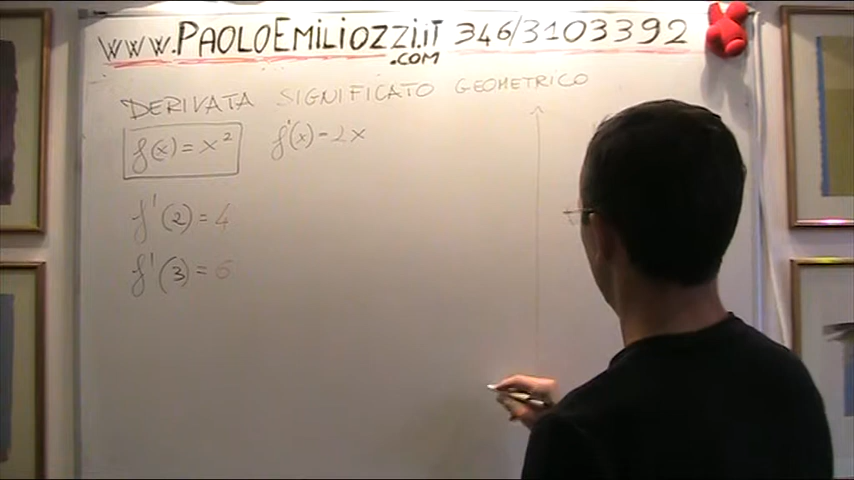 www.PAOLOEMILIOZZI.IT 346/3103392
.COM
DERIVATA SIGNIFICATO GEOMETRICO
f(x) = x² f'(x) = 2x
f'(2) = 4
f'(3) = 6